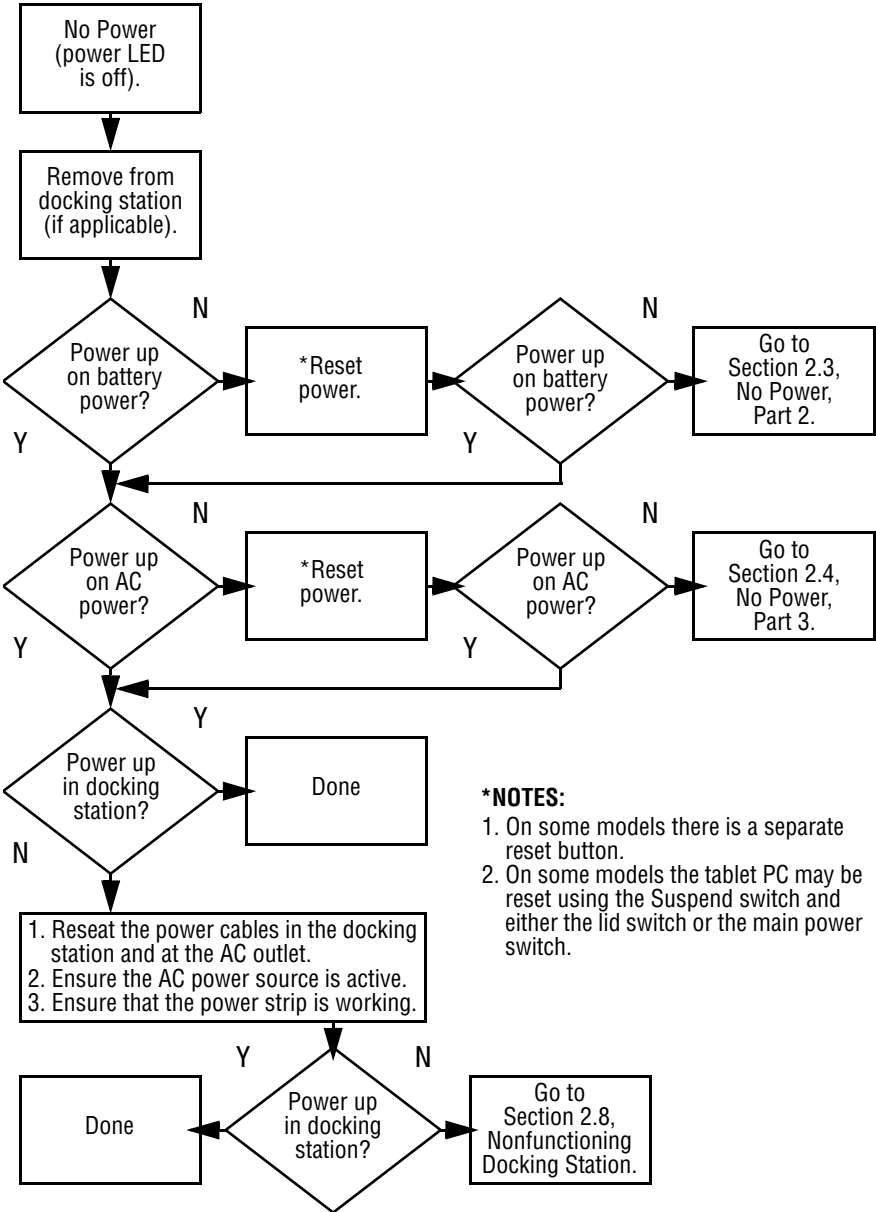 No Power
(power LED
is off).
Remove from
docking station
(if applicable).
N
N
Power up
on battery
power?
*Reset
power.
Power up
on battery
power?
Go to
Section 2.3,
No Power,
Part 2.
Y
Y
N
N
Power up
on AC
power?
*Reset
power.
Power up
on AC
power?
Go to
Section 2.4,
No Power,
Part 3.
Y
Y
Y
Power up
in docking
station?
Done
N
*NOTES:
1. On some models there is a separate
reset button.
2. On some models the tablet PC may be
reset using the Suspend switch and
either the lid switch or the main power
switch.
1. Reseat the power cables in the docking
station and at the AC outlet.
2. Ensure the AC power source is active.
3. Ensure that the power strip is working.
Y
N
Done
Power up
in docking
station?
Go to
Section 2.8,
Nonfunctioning
Docking Station.